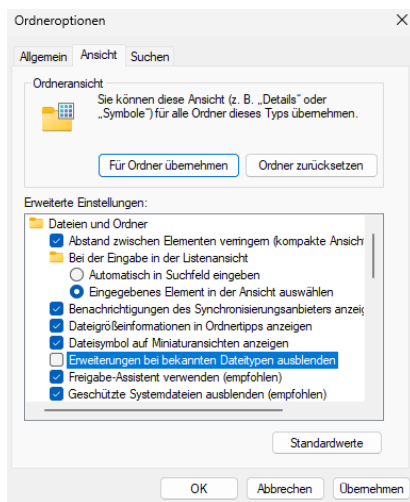 Ordneroptionen
Allgemein Ansicht Suchen
Ordneransicht
Sie können diese Ansicht (z. B. „Details" oder
„Symbole") für alle Ordner dieses Typs übernehmen.
Für Ordner übernehmen Ordner zurücksetzen
Erweiterte Einstellungen:
Dateien und Ordner
Abstand zwischen Elementen verringern (kompakte Ansich
Bei der Eingabe in der Listenansicht
Automatisch in Suchfeld eingeben
Eingegebenes Element in der Ansicht auswählen
Benachrichtigungen des Synchronisierungsanbieters anzeig
Dateigrößeinformationen in Ordnertipps anzeigen
Dateisymbol auf Miniaturansichten anzeigen
Erweiterungen bei bekannten Dateitypen ausblenden
Freigabe-Assistent verwenden (empfohlen)
Geschützte Systemdateien ausblenden (empfohlen)
Standardwerte
OK Abbrechen Übernehmen